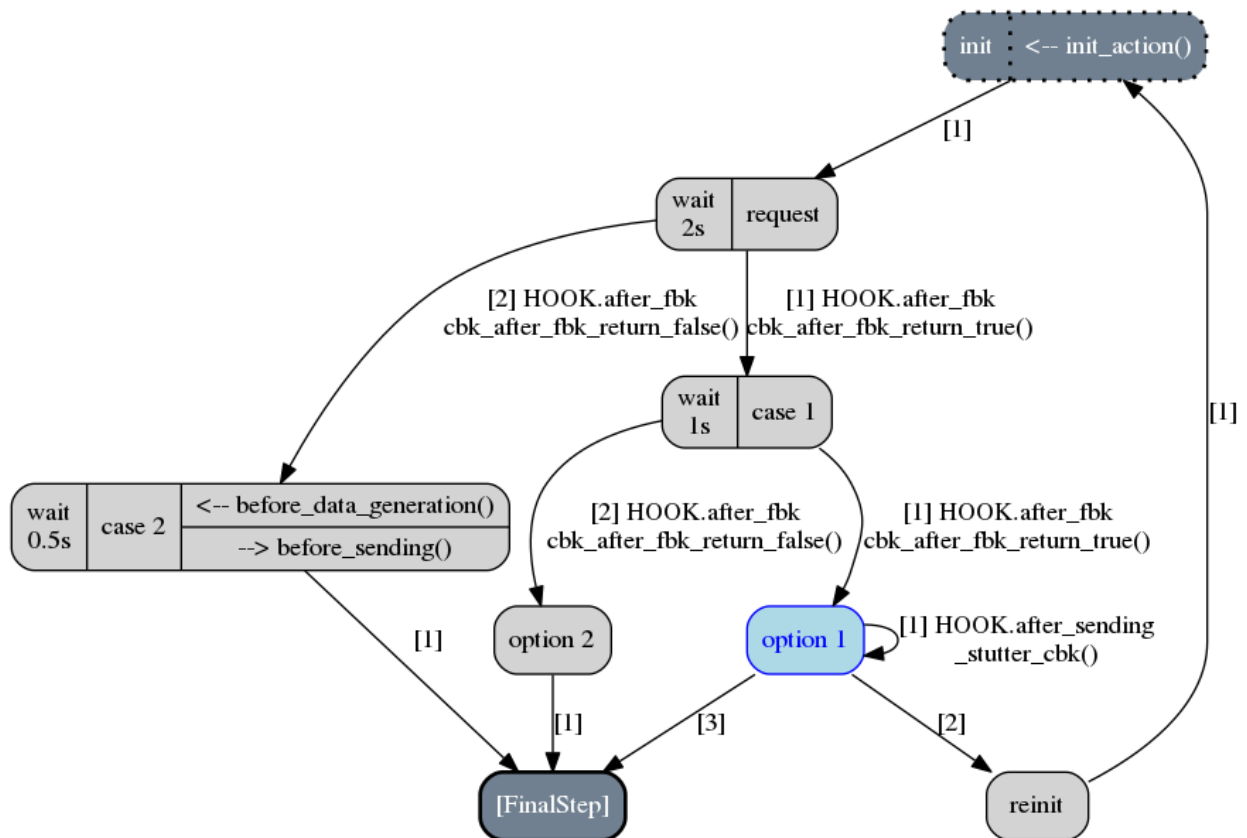 init
<-- init_action()
[1]
wait
2s
request
[2] HOOK.after_fbk
cbk_after_fbk_return_false()
[1] HOOK.after_fbk
cbk_after_fbk_return_true()
[1]
wait
1s
case 1
wait
0.5s
case 2
<-- before_data_generation()
--> before_sending()
[2] HOOK.after_fbk
cbk_after_fbk_return_false()
[1] HOOK.after_fbk
cbk_after_fbk_return_true()
[1]
option 2
option 1
[1] HOOK.after_sending
_stutter_cbk()
[1]
[3]
[2]
[FinalStep]
reinit